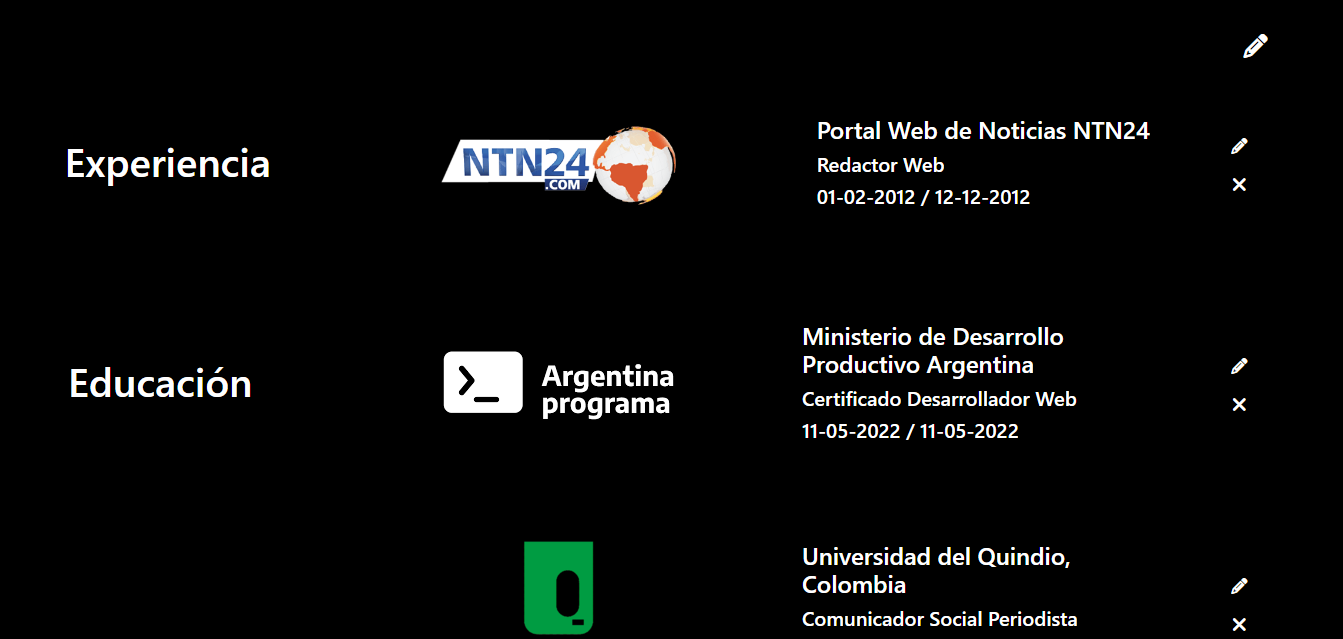 Experiencia
NTN24
.COM
Portal Web de Noticias NTN24
Redactor Web
01-02-2012 / 12-12-2012
Educación
Argentina
programa
Ministerio de Desarrollo
Productivo Argentina
Certificado Desarrollador Web
11-05-2022 / 11-05-2022
Universidad del Quindio,
Colombia
Comunicador Social Periodista